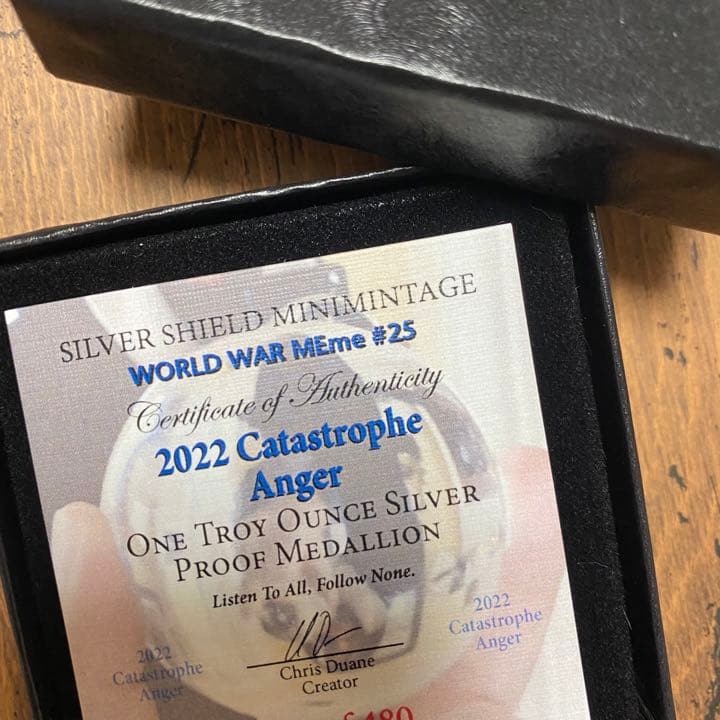 SILVER SHIELD MINIMINTAGE
WORLD WAR MEme #25
Certificate of Authenticity
2022 Catastrophe
Anger
ONE TROY OUNCE SILVER
PROOF MEDALLION
Listen To All, Follow None.
Chris Duane
Creator
2022
Catastrophe
Anger
2022
Catastrophe
Anger
480